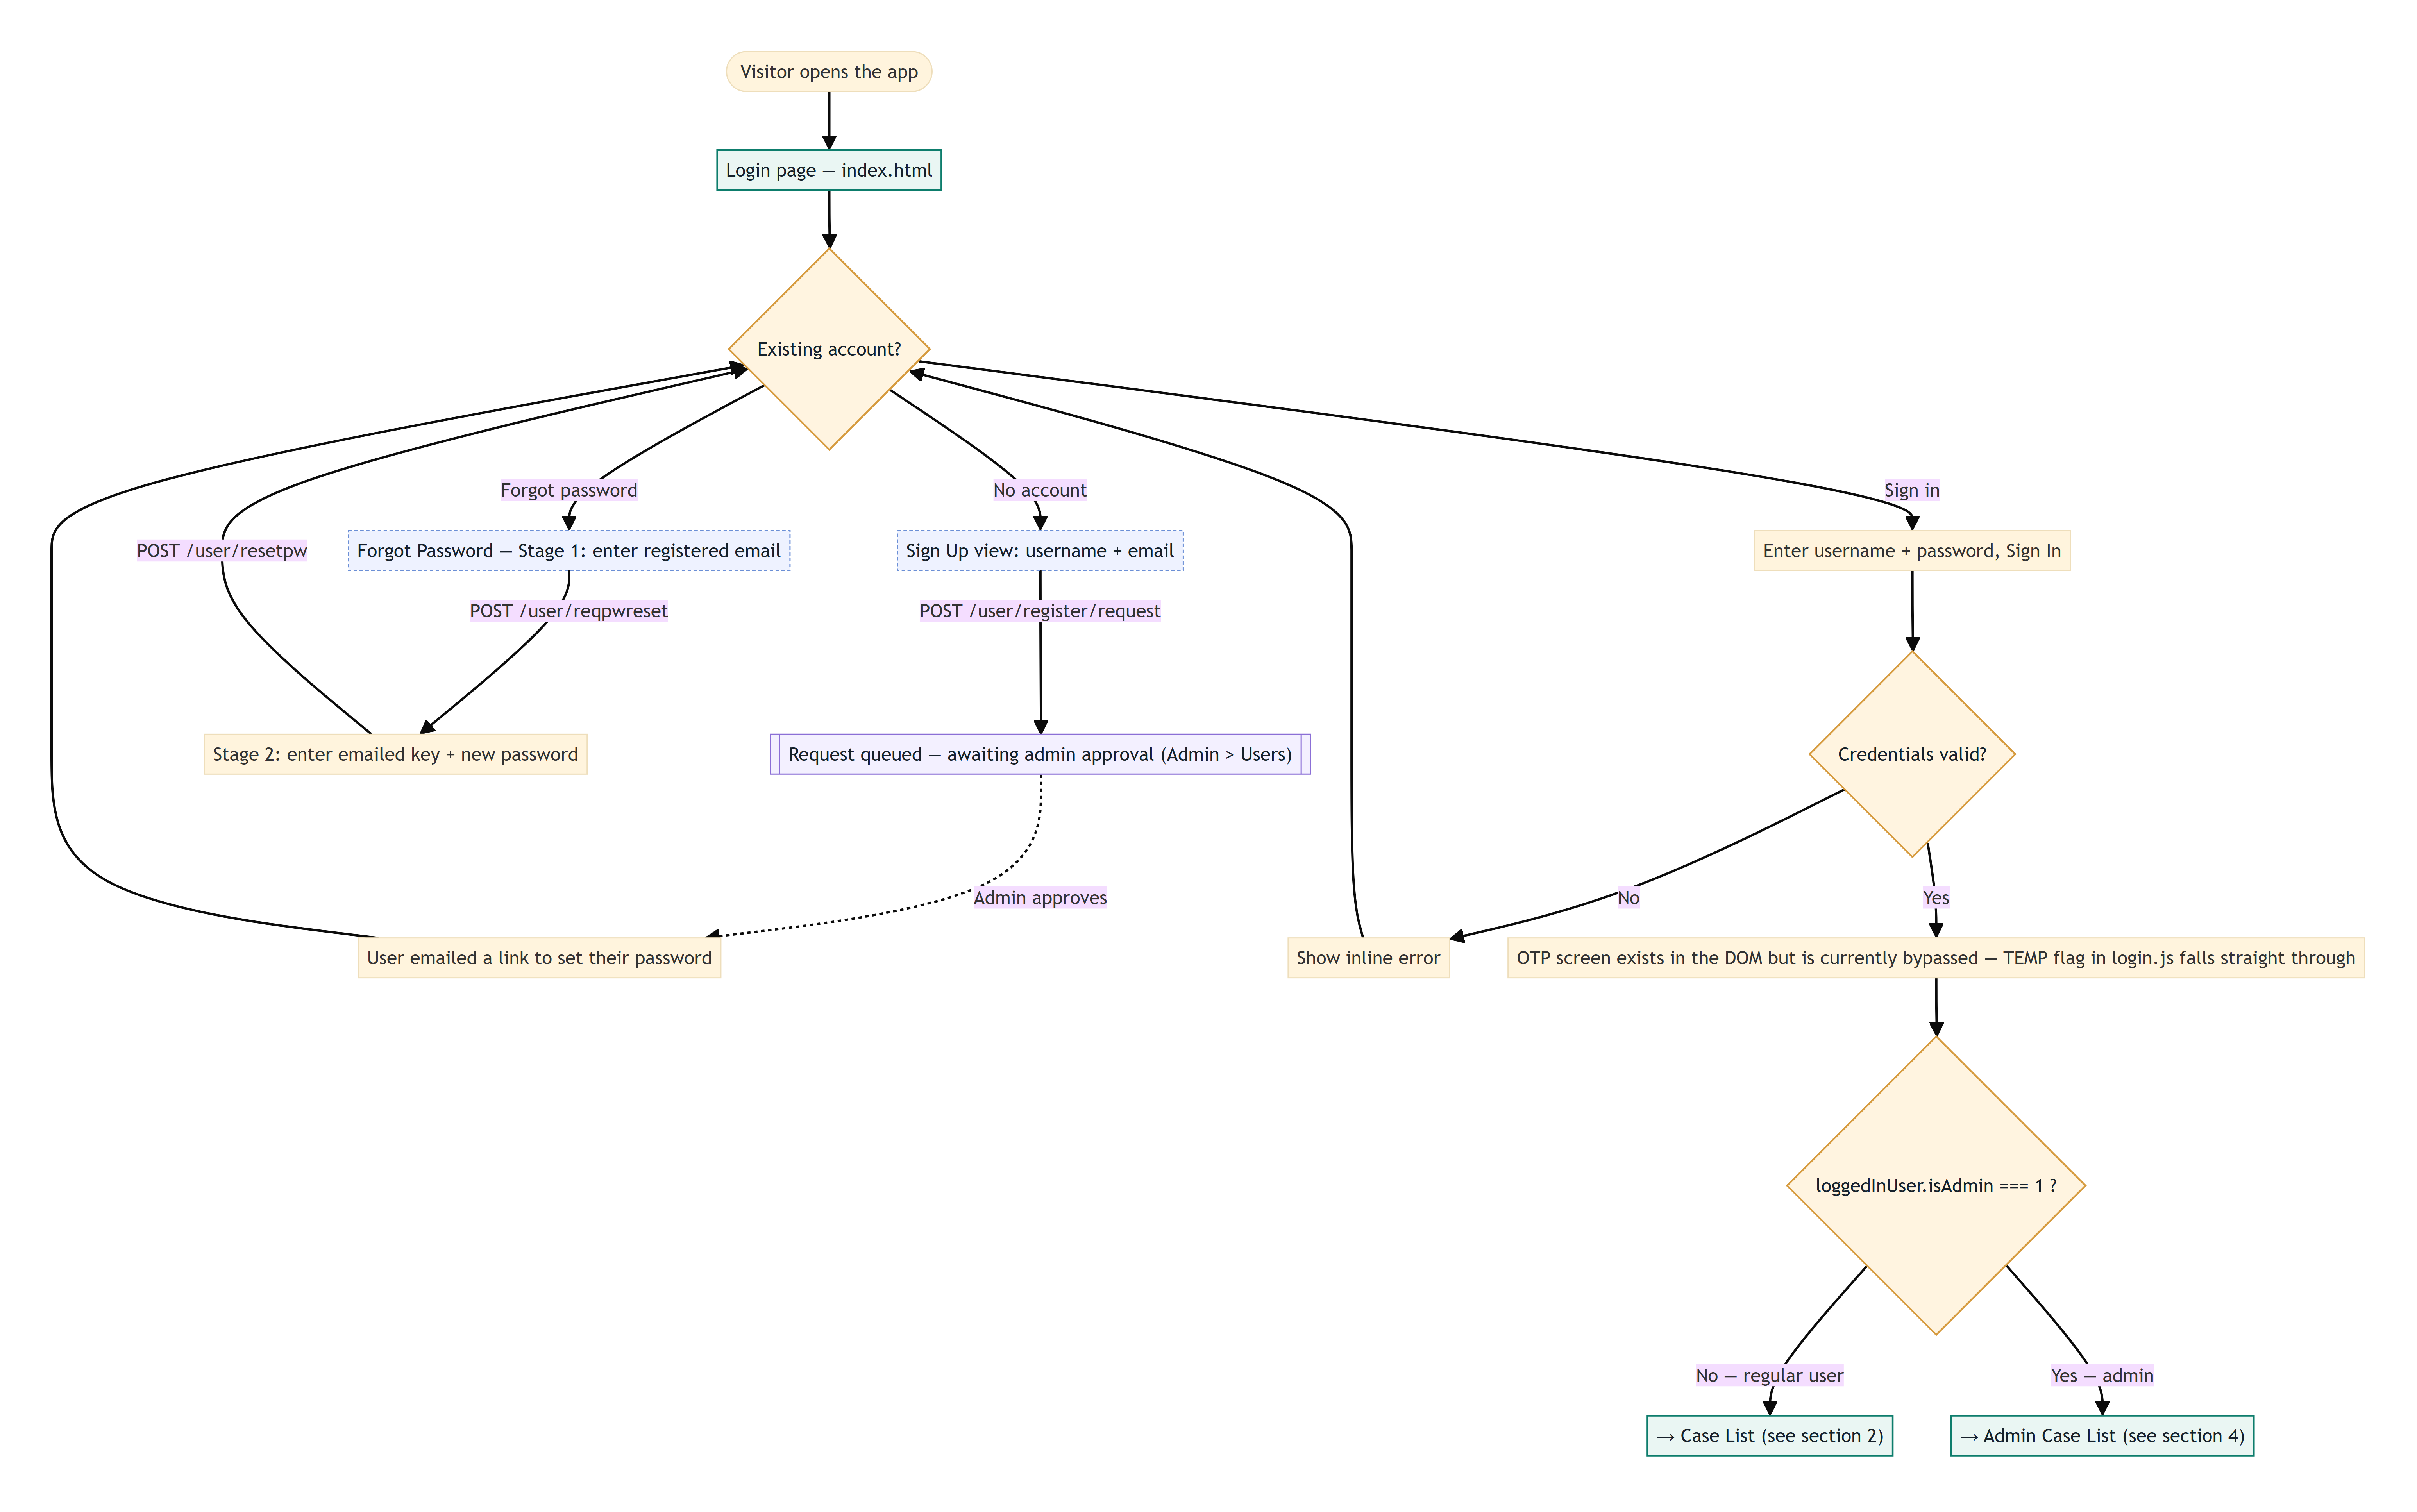 Visitor opens the app
Login page — index.html
Existing account?
Forgot password
No account
Sign in
POST /user/resetpw
Forgot Password — Stage 1: enter registered email
Sign Up view: username + email
Enter username + password, Sign In
POST /user/reqpwreset
POST /user/register/request
Stage 2: enter emailed key + new password
Request queued — awaiting admin approval (Admin > Users)
Credentials valid?
Admin approves
No
Yes
User emailed a link to set their password
Show inline error
OTP screen exists in the DOM but is currently bypassed — TEMP flag in login.js falls straight through
loggedInUser.isAdmin === 1 ?
No — regular user
Yes — admin
→ Case List (see section 2)
→ Admin Case List (see section 4)